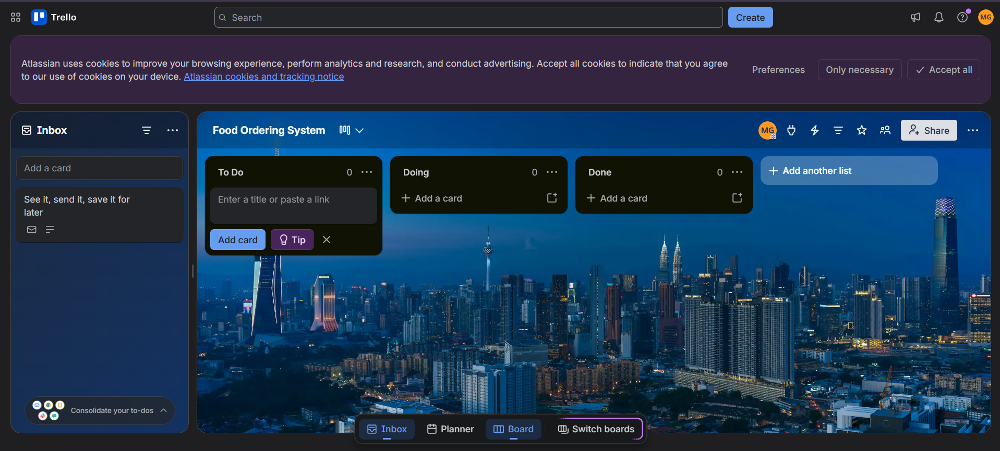 Trello
Search
Create
MG
Atlassian uses cookies to improve your browsing experience, perform analytics and research, and conduct advertising. Accept all cookies to indicate that you agree
to our use of cookies on your device. Atlassian cookies and tracking notice
Preferences
Only necessary
Accept all
Inbox
Add a card
See it, send it, save it for
later
Consolidate your to-dos
Food Ordering System
MG
Share
To Do
0
Enter a title or paste a link
Add card
Tip
Doing
0
Add a card
Done
0
Add a card
Add another list
Inbox
Planner
Board
Switch boards